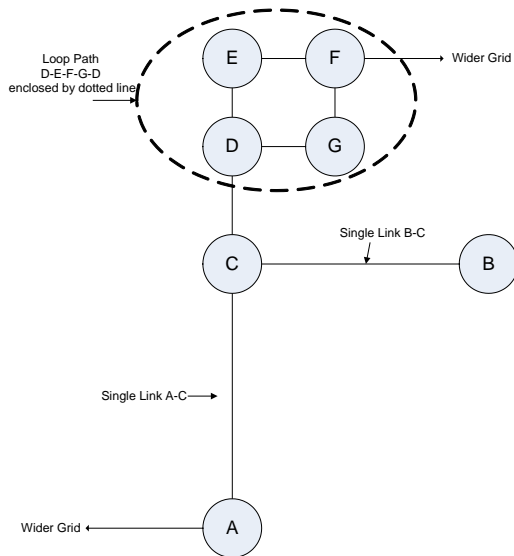 Loop Path
D-E-F-G-D
enclosed by dotted line
E
F
Wider Grid
D
G
Single Link B-C
C
B
Single Link A-C
Wider Grid
A